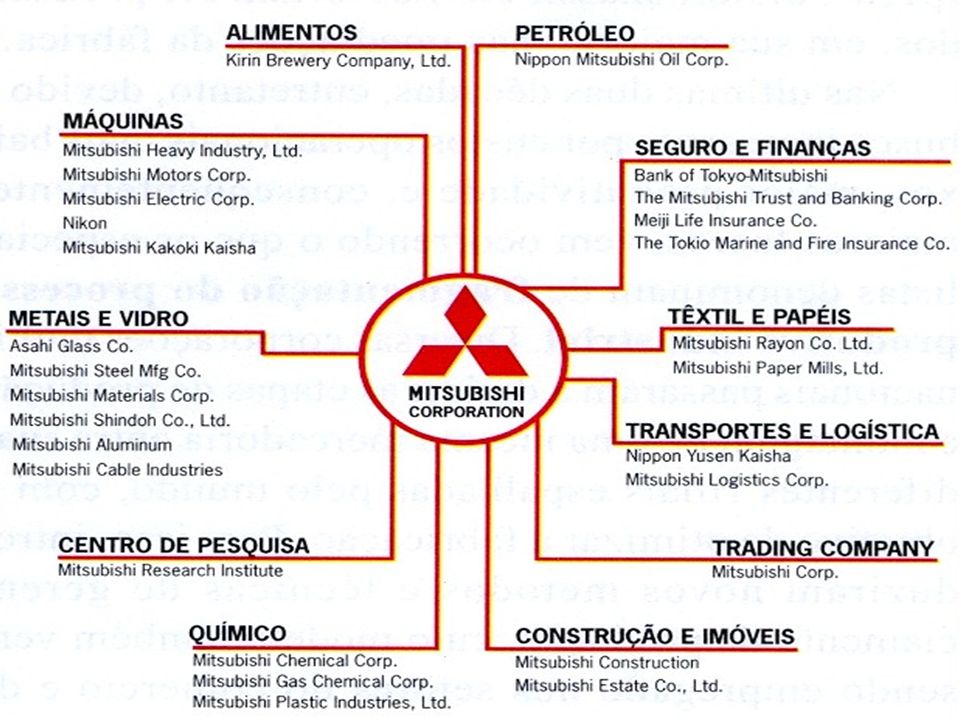 ALIMENTOS
Kirin Brewery Company, Ltd.
PETRÓLEO
Nippon Mitsubishi Oil Corp.
MÁQUINAS
Mitsubishi Heavy Industry, Ltd.
Mitsubishi Motors Corp.
Mitsubishi Electric Corp.
Nikon
Mitsubishi Kakoki Kaisha
SEGURO E FINANÇAS
Bank of Tokyo-Mitsubishi
The Mitsubishi Trust and Banking Corp.
Meiji Life Insurance Co.
The Tokio Marine and Fire Insurance Co.
METAIS E VIDRO
Asahi Glass Co.
Mitsubishi Steel Mfg Co.
Mitsubishi Materials Corp.
Mitsubishi Shindoh Co., Ltd.
Mitsubishi Aluminum
Mitsubishi Cable Industries
MITSUBISHI
CORPORATION
TÊXTIL E PAPÉIS
Mitsubishi Rayon Co. Ltd.
Mitsubishi Paper Mills, Ltd.
TRANSPORTES E LOGÍSTICA
Nippon Yusen Kaisha
Mitsubishi Logistics Corp.
CENTRO DE PESQUISA
Mitsubishi Research Institute
TRADING COMPANY
Mitsubishi Corp.
QUÍMICO
Mitsubishi Chemical Corp.
Mitsubishi Gas Chemical Corp.
Mitsubishi Plastic Industries, Ltd.
CONSTRUÇÃO E IMÓVEIS
Mitsubishi Construction
Mitsubishi Estate Co., Ltd.